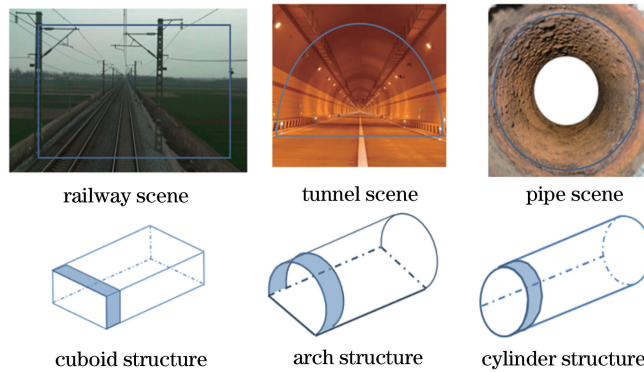 railway scene
tunnel scene
pipe scene
cuboid structure
arch structure
cylinder structure